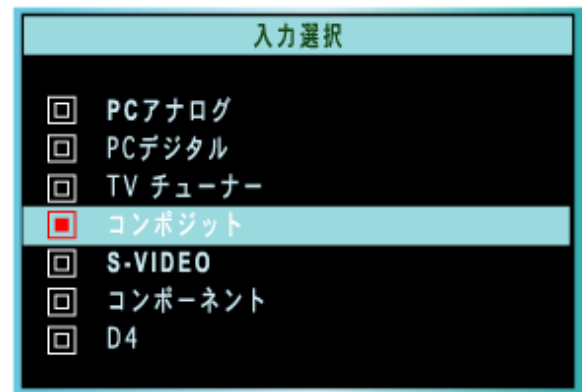 入力選択
PCアナログ
PCデジタル
TV チューナー
コンポジット
S-VIDEO
コンポーネント
D4